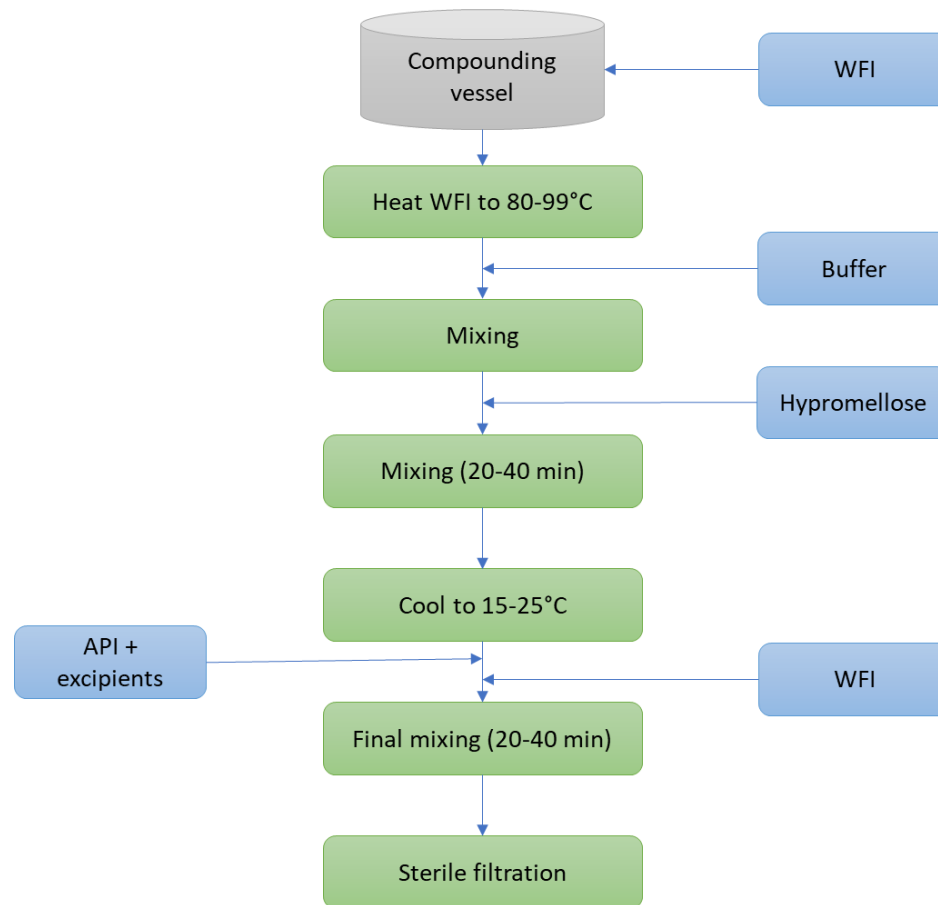 Compounding
vessel
WFI
Heat WFI to 80-99°C
Buffer
Mixing
Hypromellose
Mixing (20-40 min)
Cool to 15-25°C
API +
excipients
WFI
Final mixing (20-40 min)
Sterile filtration